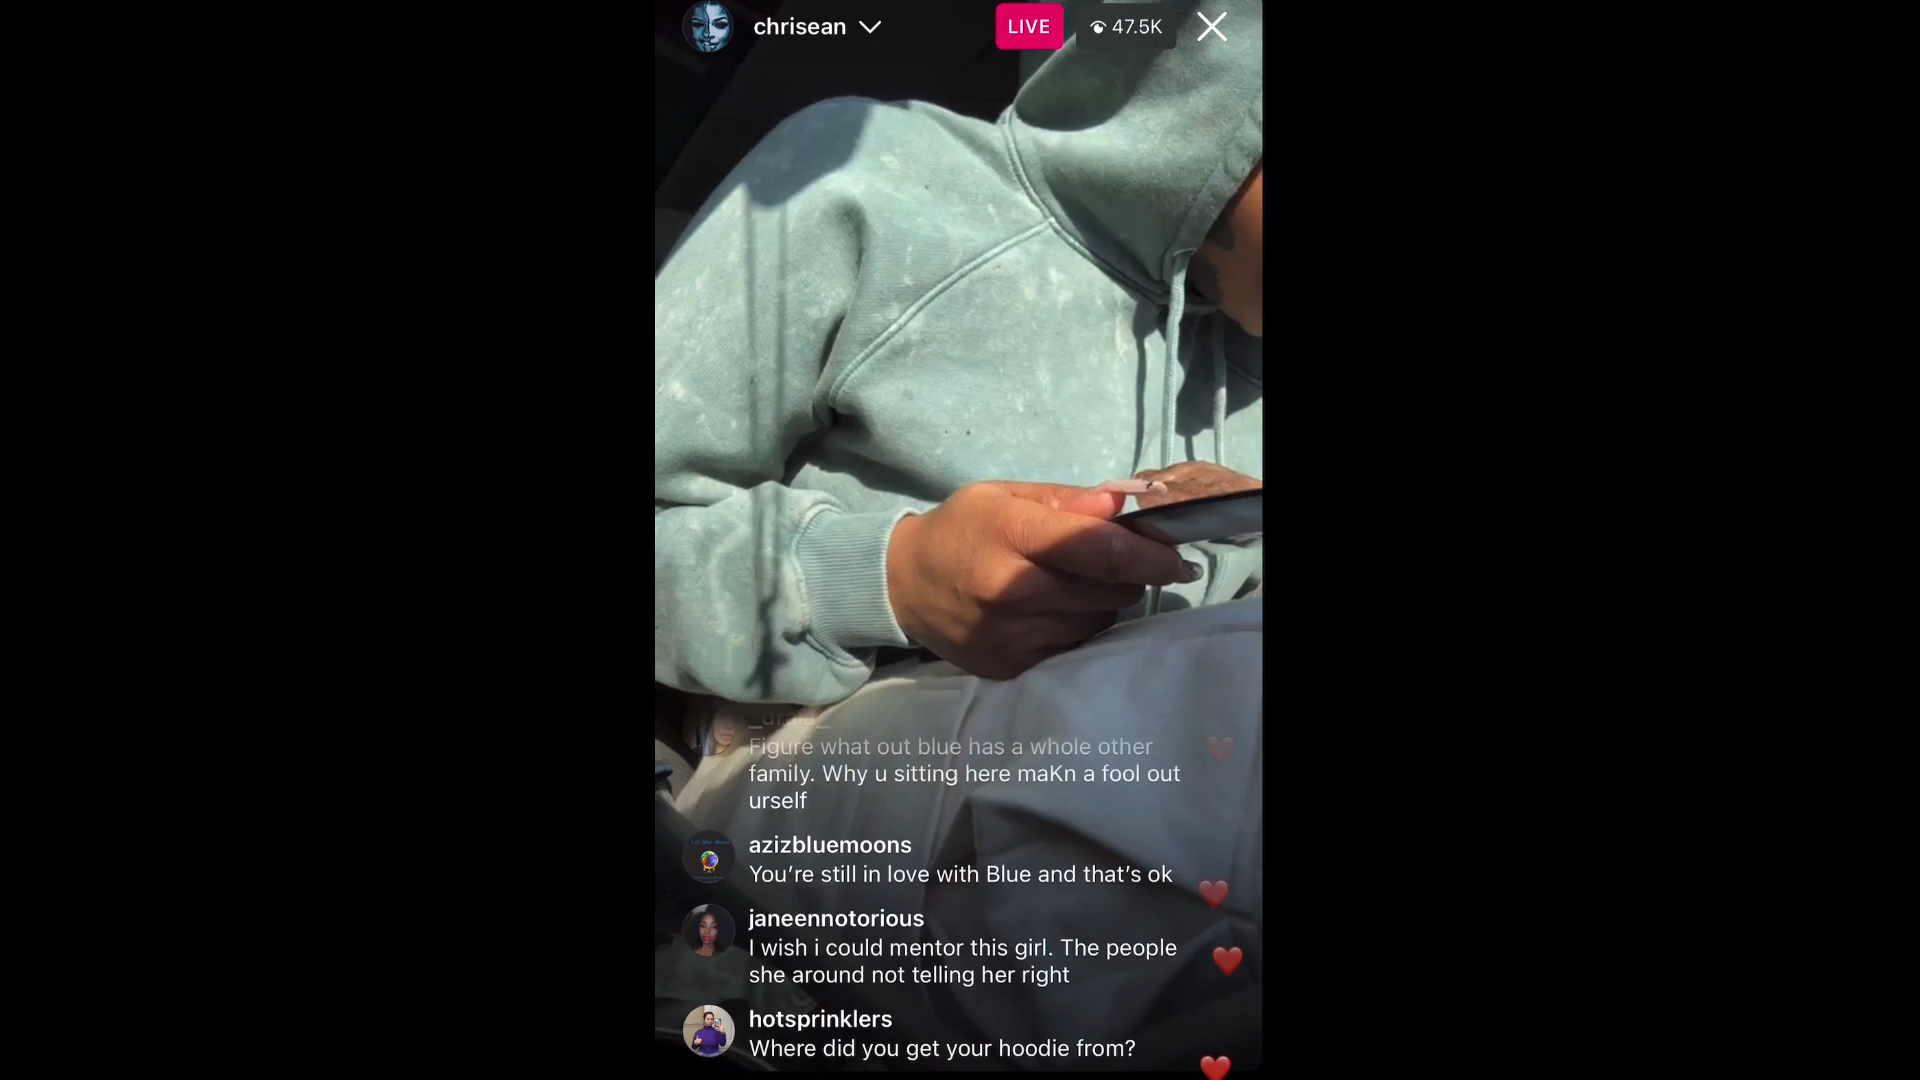 chrisean
LIVE
47.5K
Figure what out blue has a whole other
family. Why u sitting here maKn a fool out
urself
azizbluemoons
You're still in love with Blue and that's ok
janeennotorious
I wish i could mentor this girl. The people
she around not telling her right
hotsprinklers
Where did you get your hoodie from?